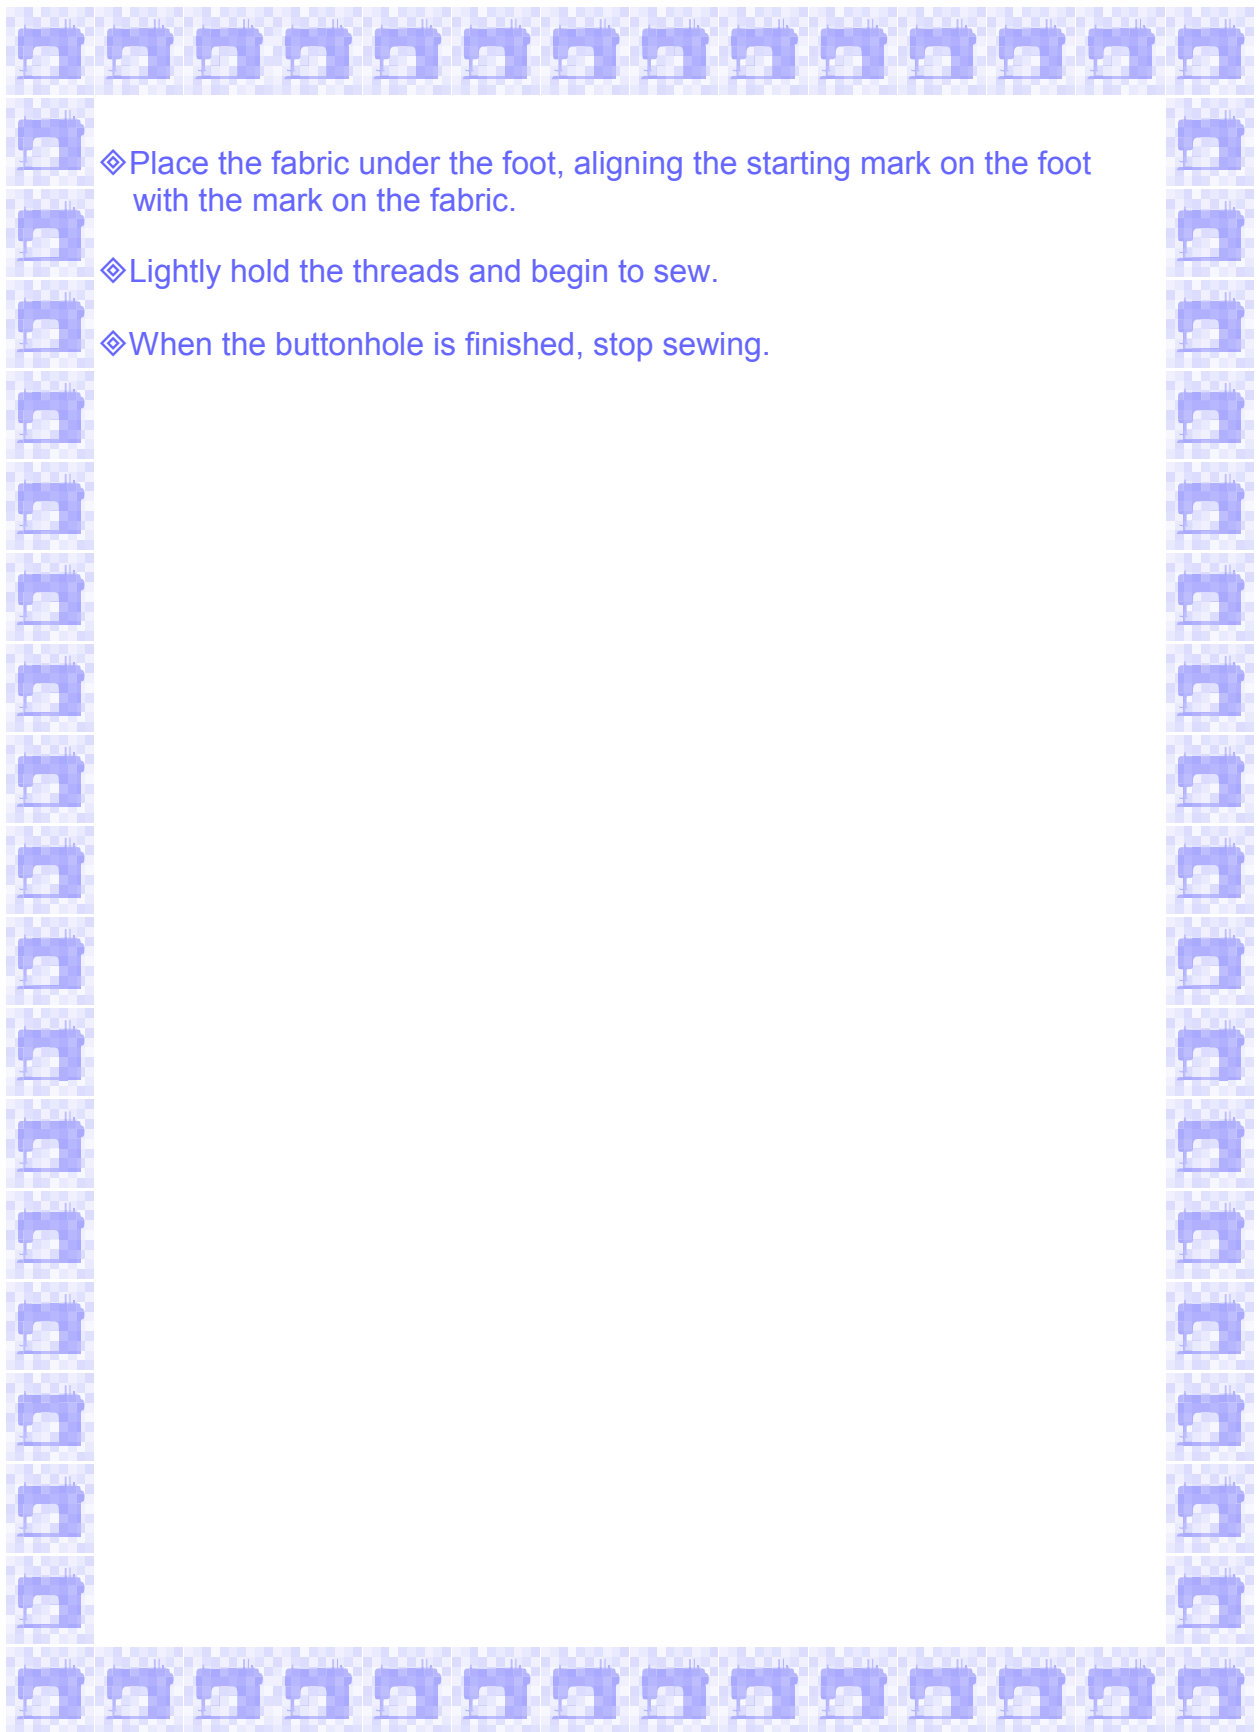 ◈Place the fabric under the foot, aligning the starting mark on the foot
with the mark on the fabric.
◈Lightly hold the threads and begin to sew.
◈When the buttonhole is finished, stop sewing.